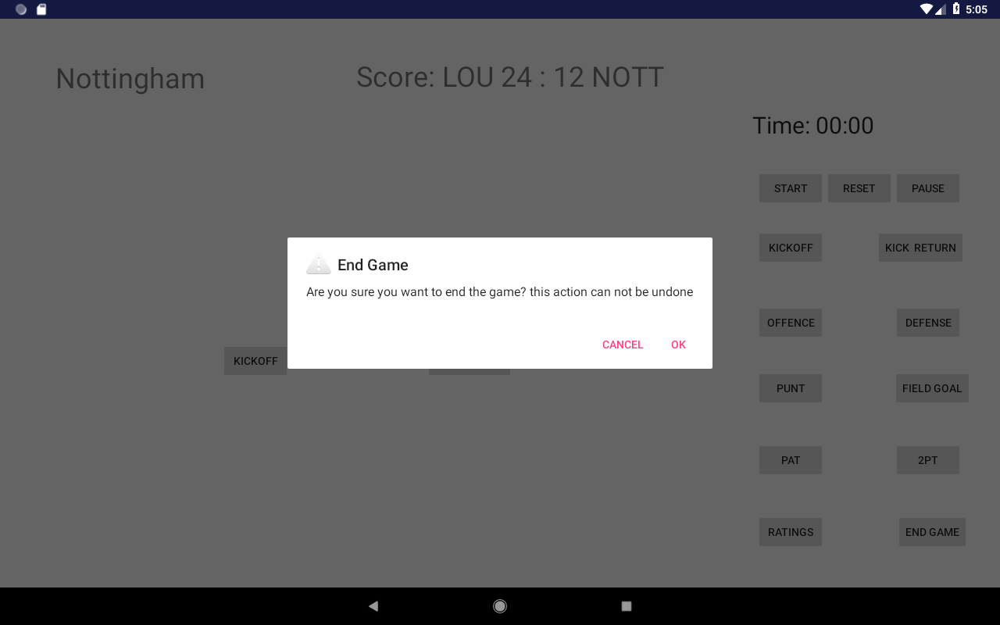 5:05
Nottingham
Score: LOU 24 : 12 NOTT
Time: 00:00
START RESET PAUSE
KICKOFF KICK RETURN
End Game
Are you sure you want to end the game? this action can not be undone
OFFENCE DEFENSE
CANCEL OK
KICKOFF
PUNT FIELD GOAL
PAT 2PT
RATINGS END GAME